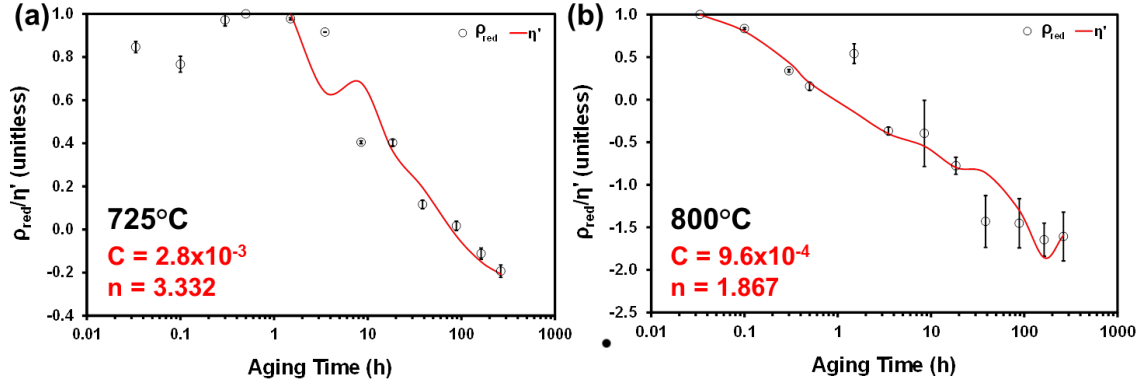 (a)
ρred/η' (unitless)
1.0
0.8
0.6
0.4
0.2
0.0
-0.2
-0.4
ρred η'
725°C
C = 2.8x10-3
n = 3.332
0.01 0.1 1 10 100 1000
Aging Time (h)
(b)
ρred/η' (unitless)
1.0
0.5
0.0
-0.5
-1.0
-1.5
-2.0
-2.5
ρred η'
800°C
C = 9.6x10-4
n = 1.867
0.01 0.1 1 10 100 1000
Aging Time (h)